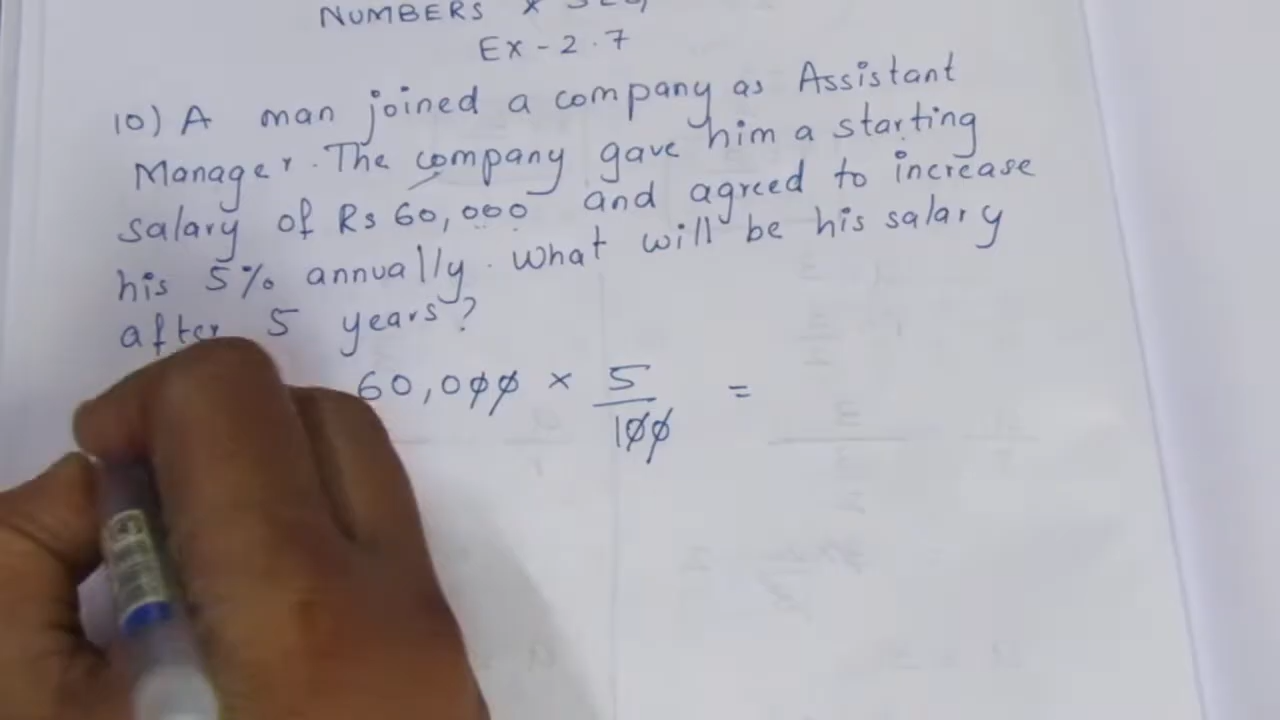 NUMBERS
Ex - 2.7
10) A man joined a company as Assistant
Manager. The company gave him a starting
salary of Rs 60,000 and agreed to increase
his 5% annually. What will be his salary
after 5 years?
60,000 × 5/100 =